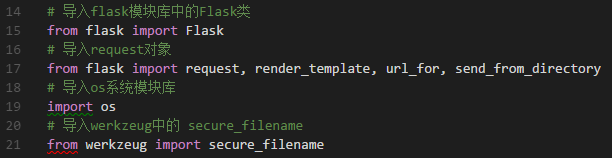 14 # 导入flask模块库中的Flask类
15 from flask import Flask
16 # 导入request对象
17 from flask import request, render_template, url_for, send_from_directory
18 # 导入os系统模块库
19 import os
20 # 导入werkzeug中的 secure_filename
21 from werkzeug import secure_filename